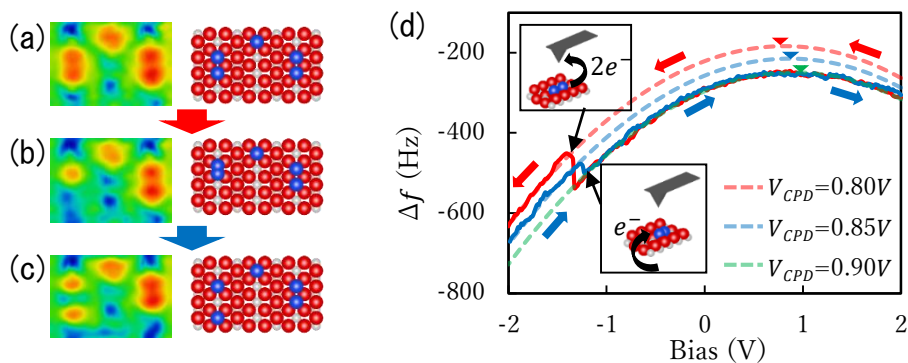 (a)
(b)
(c)
(d)
-200
-400
-600
-800
Δf (Hz)
2e⁻
e⁻
V_CPD=0.80V
V_CPD=0.85V
V_CPD=0.90V
-2
-1
0
1
2
Bias (V)